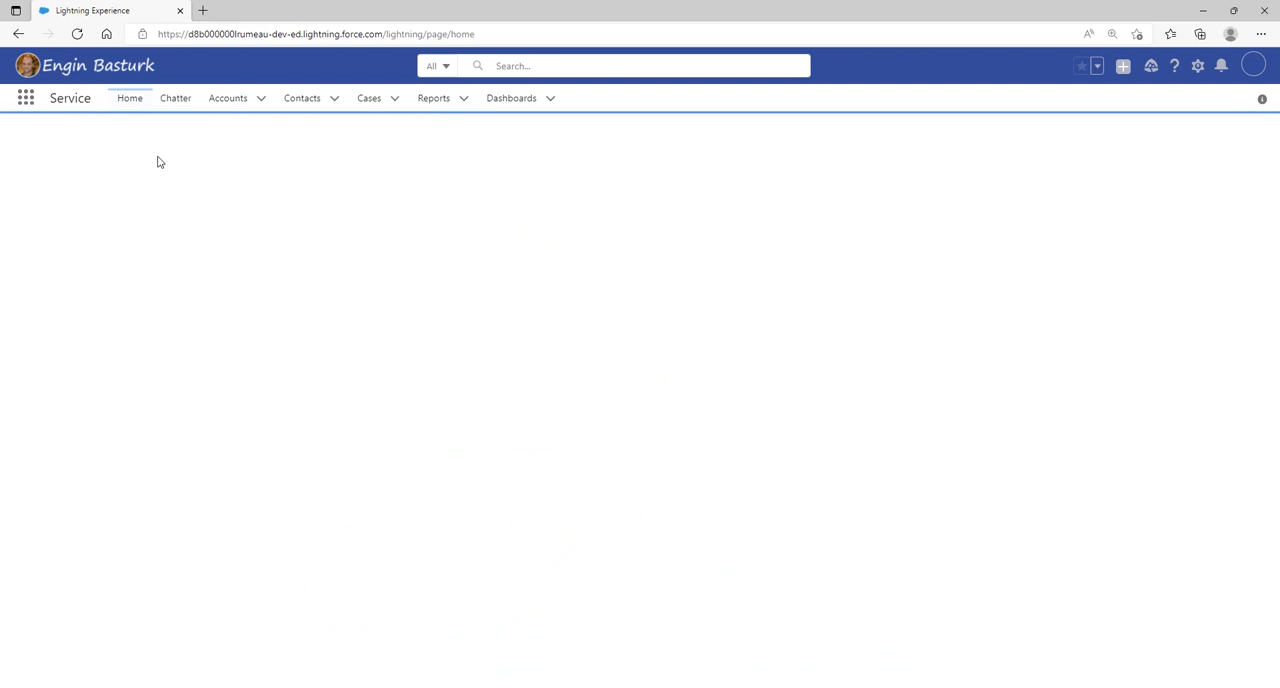 Lightning Experience
https://d8b000000lrumeau-dev-ed.lightning.force.com/lightning/page/home
Engin Basturk
All
Search...
Service
Home
Chatter
Accounts
Contacts
Cases
Reports
Dashboards